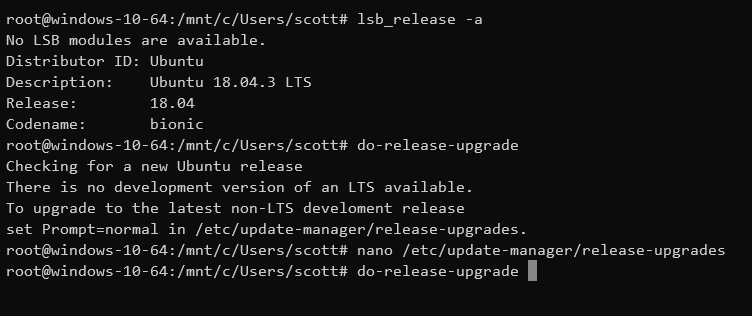 root@windows-10-64:/mnt/c/Users/scott# lsb_release -a
No LSB modules are available.
Distributor ID: Ubuntu
Description:    Ubuntu 18.04.3 LTS
Release:        18.04
Codename:       bionic
root@windows-10-64:/mnt/c/Users/scott# do-release-upgrade
Checking for a new Ubuntu release
There is no development version of an LTS available.
To upgrade to the latest non-LTS develoment release
set Prompt=normal in /etc/update-manager/release-upgrades.
root@windows-10-64:/mnt/c/Users/scott# nano /etc/update-manager/release-upgrades
root@windows-10-64:/mnt/c/Users/scott# do-release-upgrade